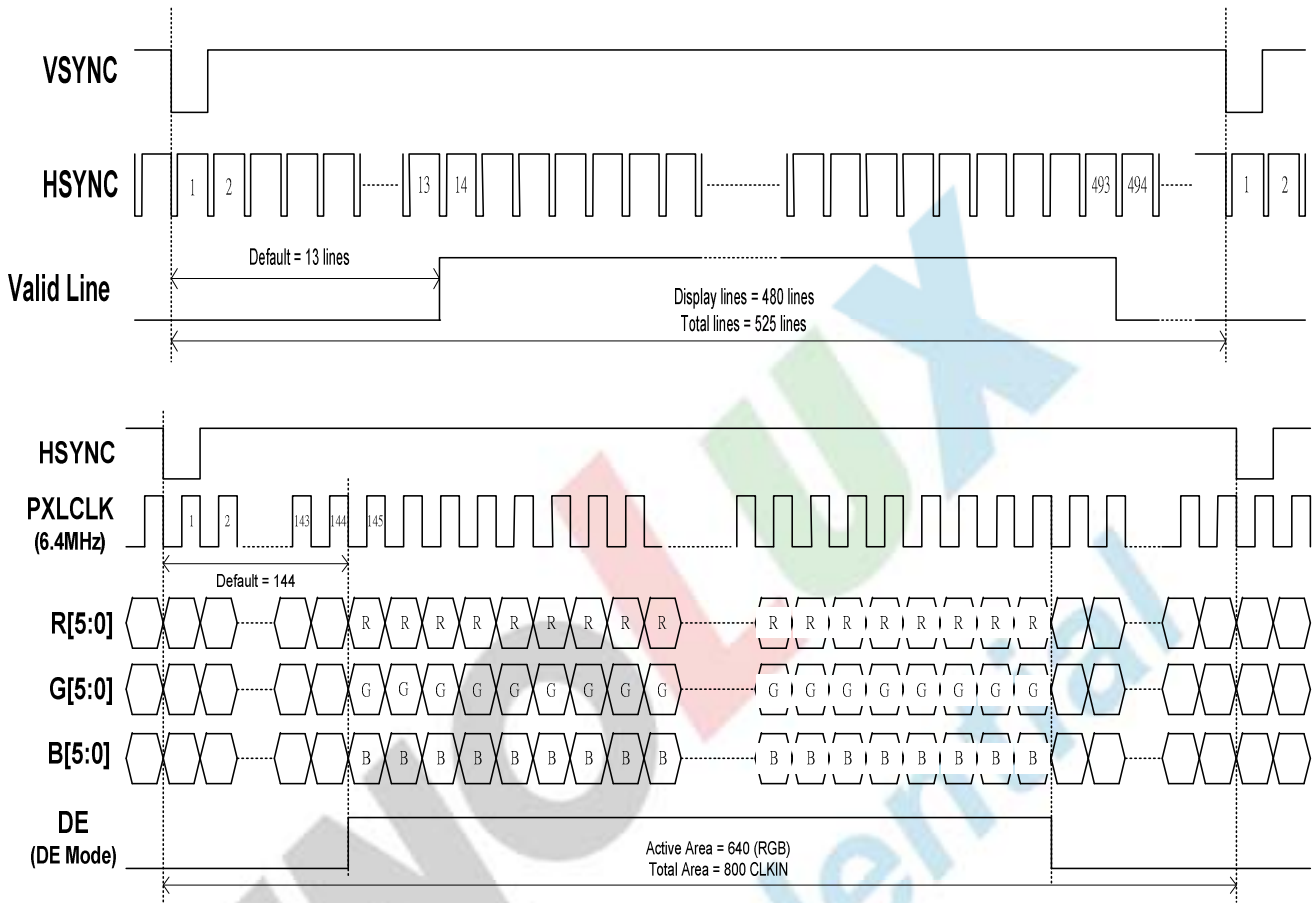 VSYNC
HSYNC
1 2 13 14 493 494 1 2
Default = 13 lines
Valid Line
Display lines = 480 lines
Total lines = 525 lines
HSYNC
PXLCLK
(6.4MHz)
1 2 143 144 145
Default = 144
R[5:0]
R R R R R R R R R R R R R R R R R
G[5:0]
G G G G G G G G G G G G G G G G G
B[5:0]
B B B B B B B B B B B B B B B B B
DE
(DE Mode)
Active Area = 640 (RGB)
Total Area = 800 CLKIN
NOLUX
ential